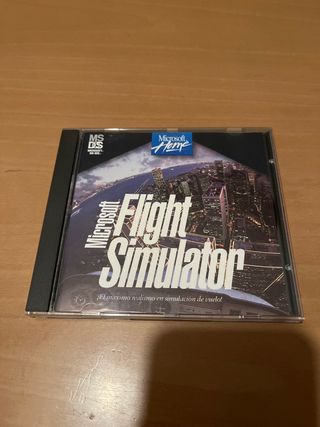 MS
DOS
Microsoft
Home
Microsoft
Flight
Simulator
¡El máximo realismo en simulación de vuelo!